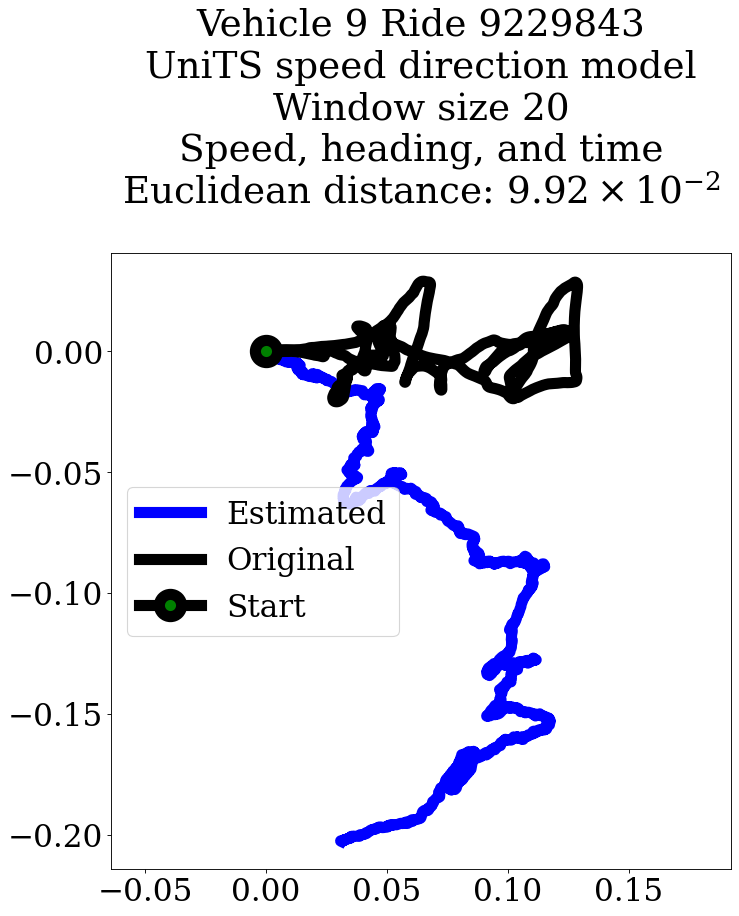 Vehicle 9 Ride 9229843
UniTS speed direction model
Window size 20
Speed, heading, and time
Euclidean distance: 9.92 × 10⁻²
0.00
−0.05
−0.10
−0.15
−0.20
Estimated
Original
Start
−0.05 0.00 0.05 0.10 0.15